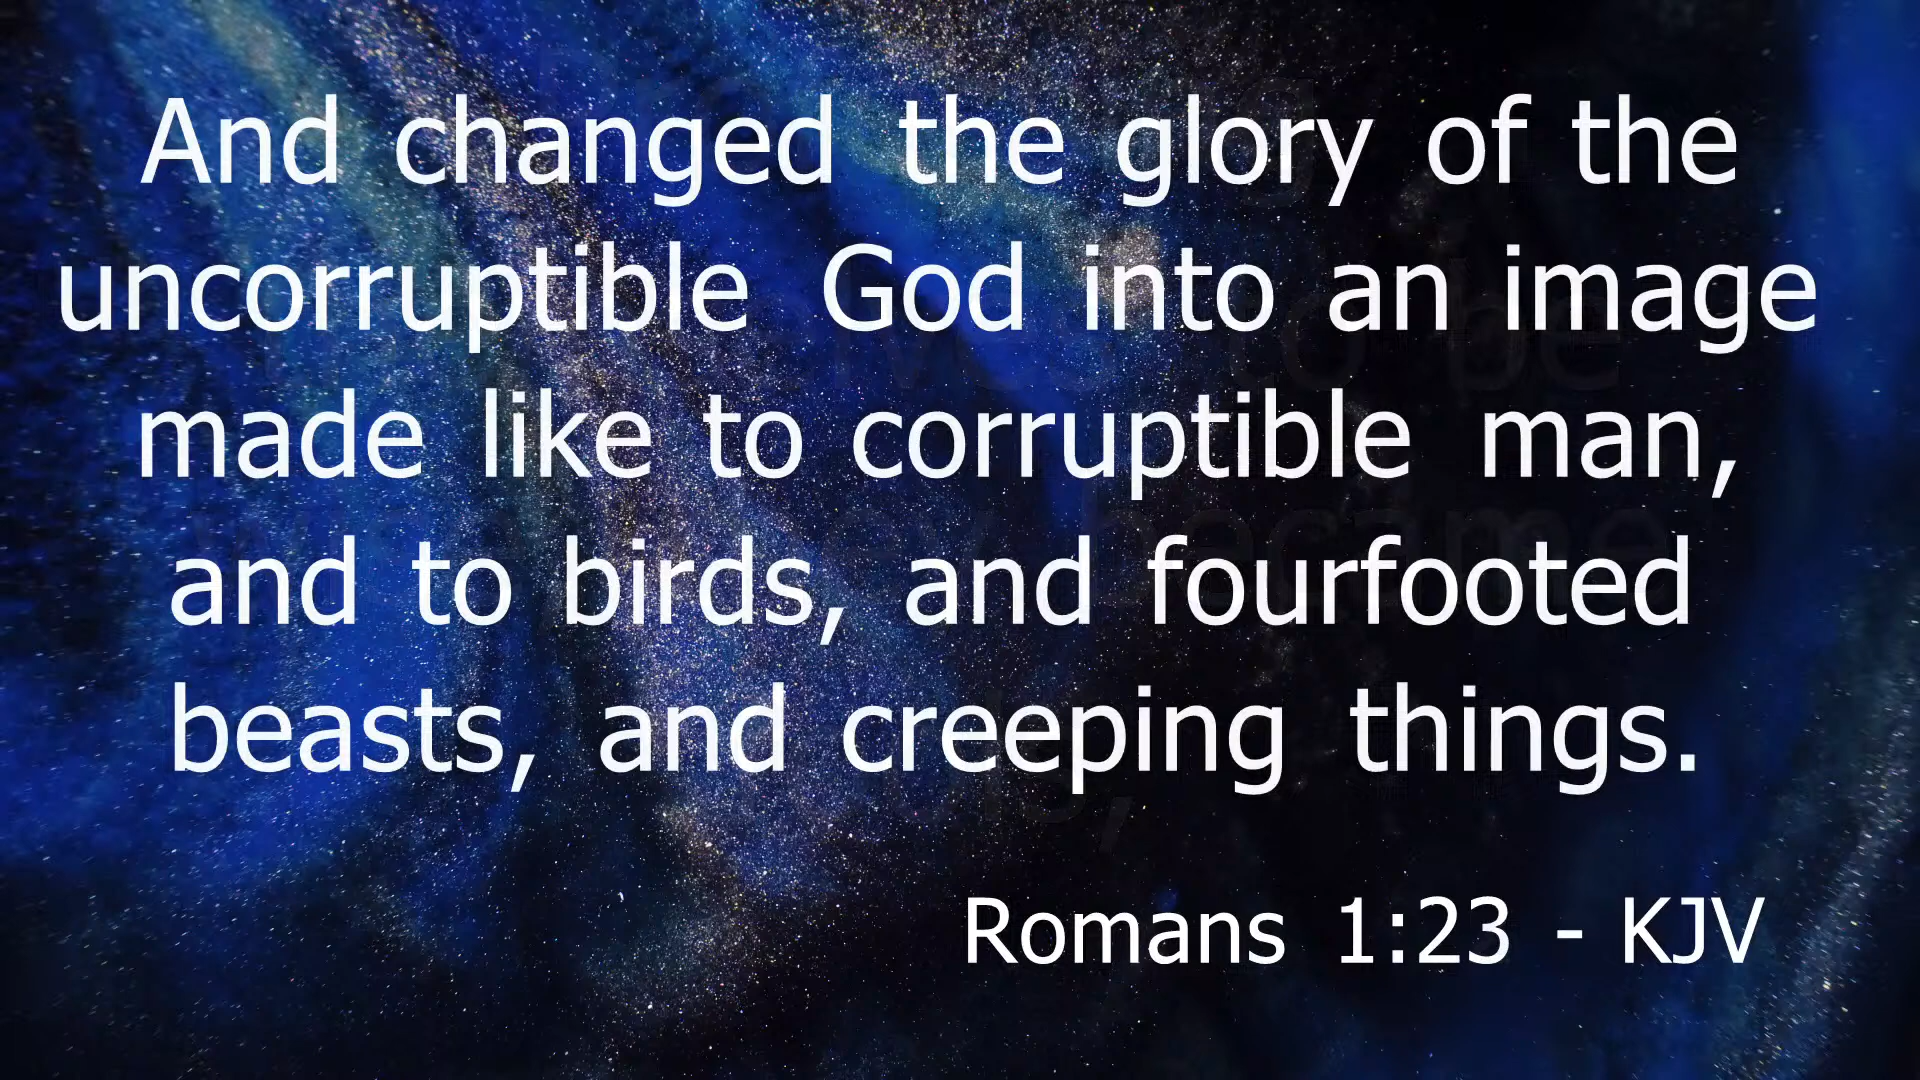 And changed the glory of the
uncorruptible God into an image
made like to corruptible man,
and to birds, and fourfooted
beasts, and creeping things.
Romans 1:23 - KJV